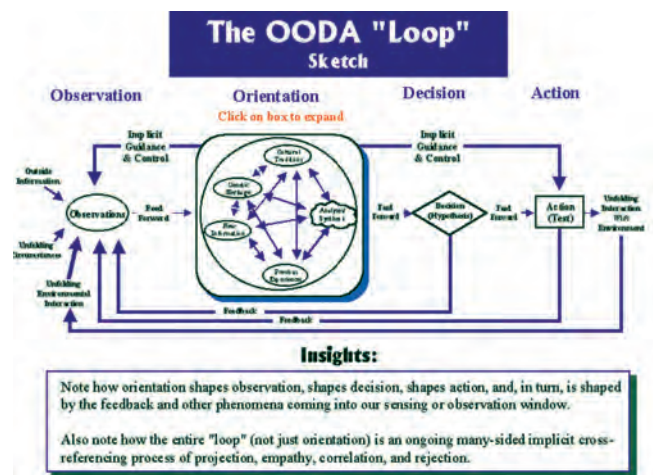 The OODA "Loop"
Sketch
Observation
Orientation
Decision
Action
Click on box to expand
Implicit
Guidance
& Control
Implicit
Guidance
& Control
Cultural
Traditions
Genetic
Heritage
New
Information
Previous
Experience
Analyses &
Synthesis
Outside
Information
Unfolding
Circumstances
Observations
Feed
Forward
Feed
Forward
Decision
(Hypothesis)
Feed
Forward
Action
(Test)
Unfolding
Interaction
With
Environment
Unfolding
Environmental
Interaction
Feedback
Feedback
Insights:
Note how orientation shapes observation, shapes decision, shapes action, and, in turn, is shaped
by the feedback and other phenomena coming into our sensing or observation window.
Also note how the entire "loop" (not just orientation) is an ongoing many-sided implicit cross-
referencing process of projection, empathy, correlation, and rejection.